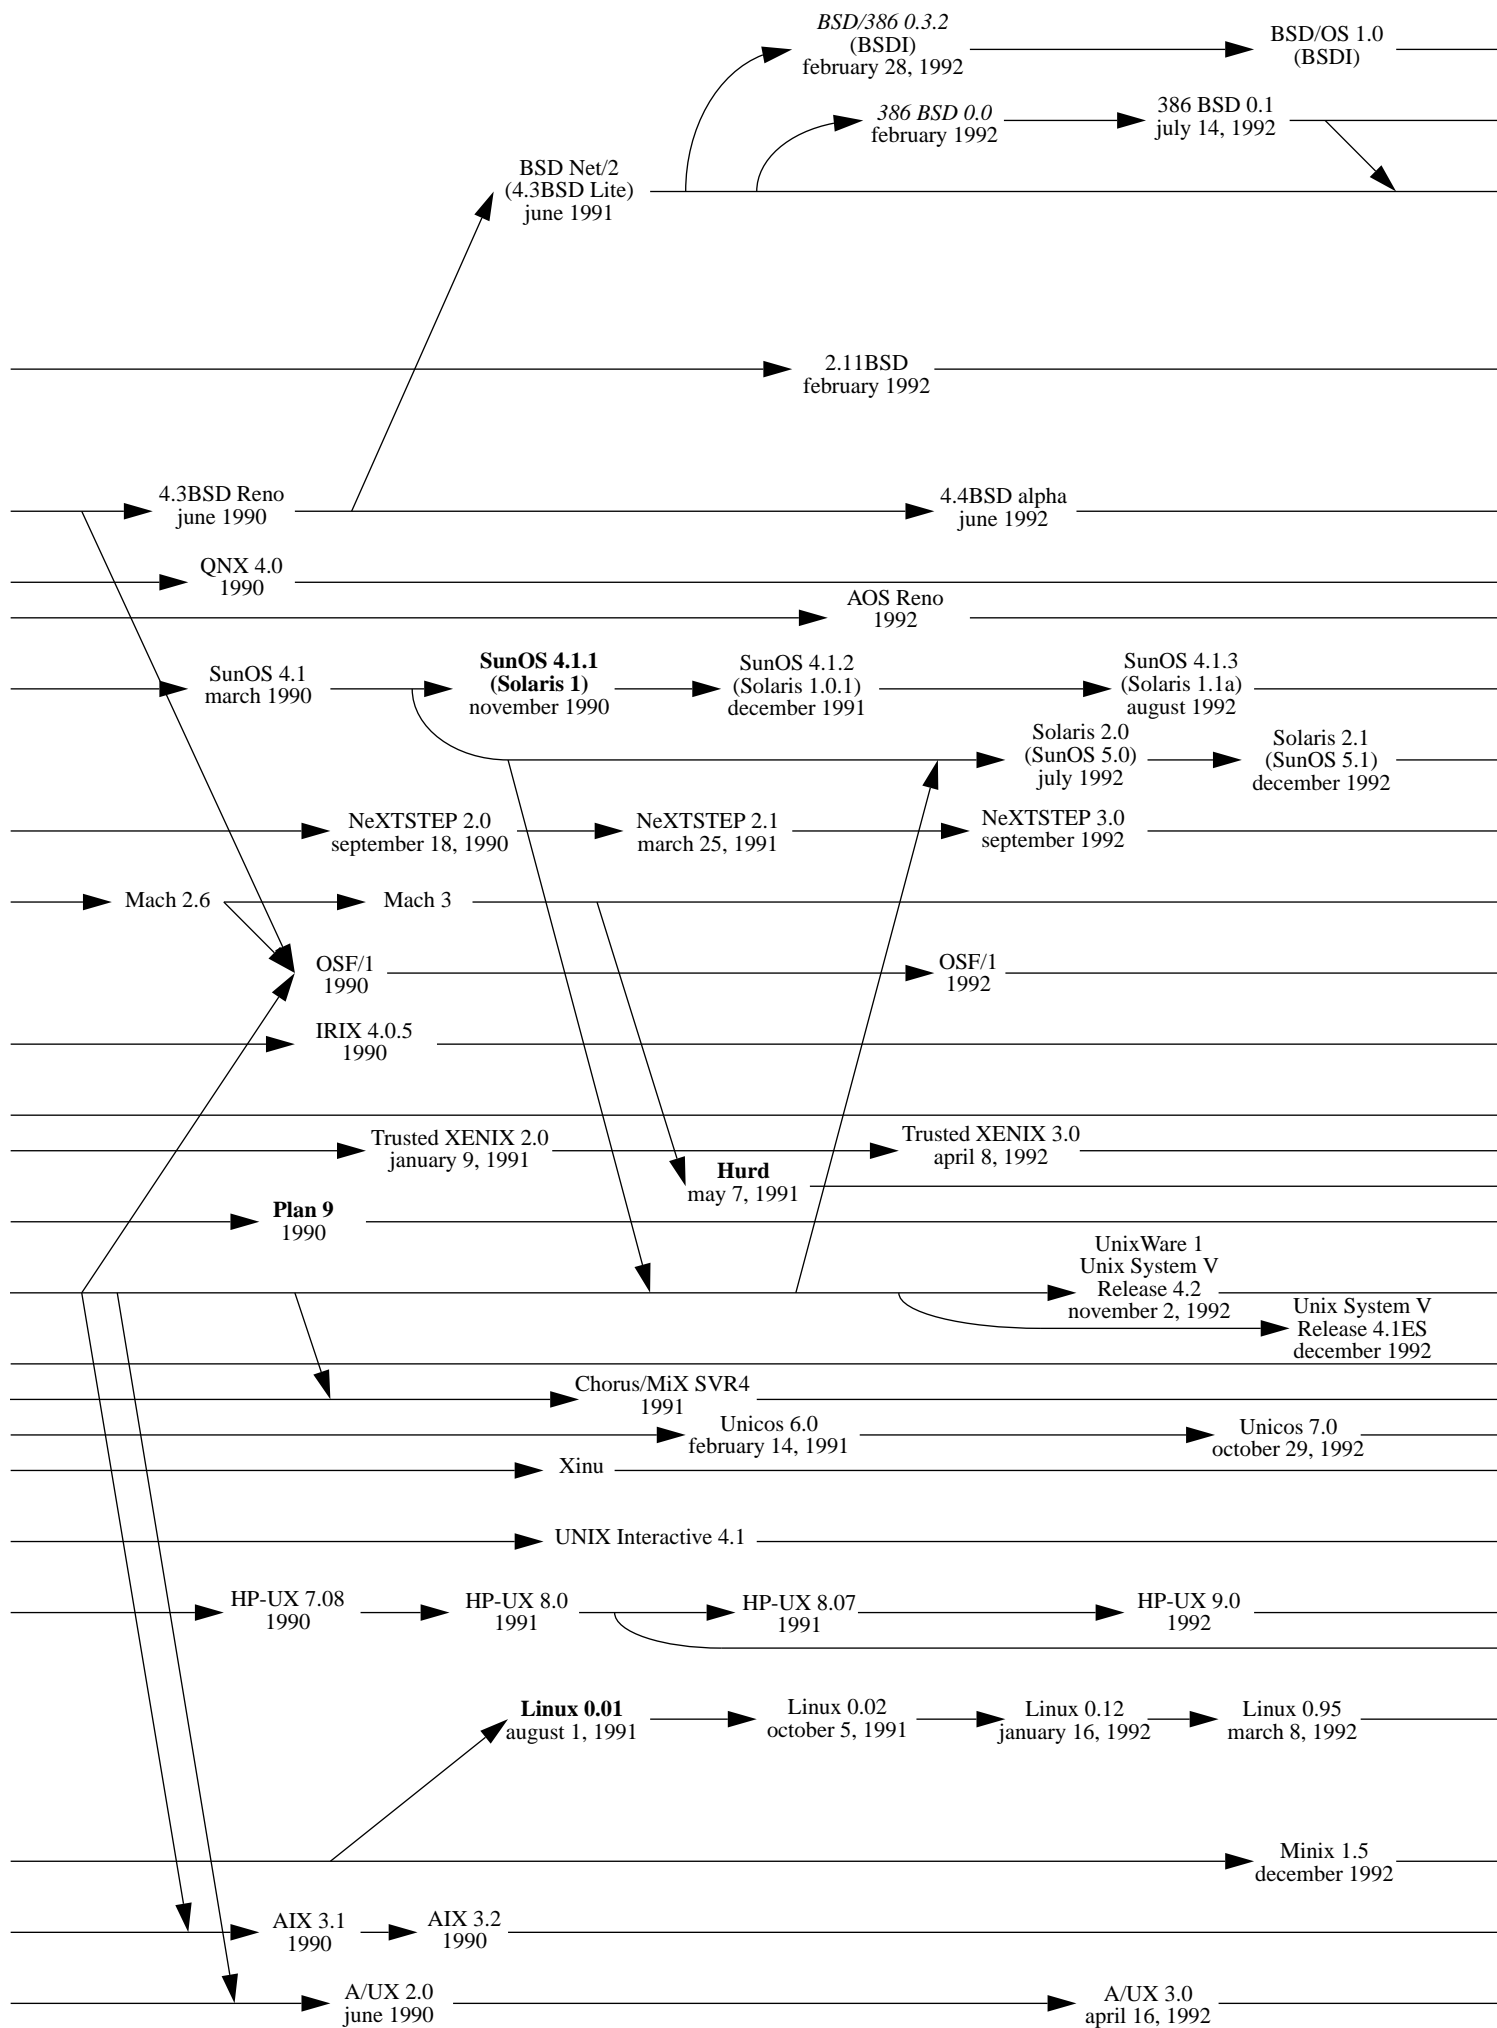 BSD/386 0.3.2
(BSDI)
february 28, 1992
BSD/OS 1.0
(BSDI)
386 BSD 0.0
february 1992
386 BSD 0.1
july 14, 1992
BSD Net/2
(4.3BSD Lite)
june 1991
2.11BSD
february 1992
4.3BSD Reno
june 1990
4.4BSD alpha
june 1992
QNX 4.0
1990
AOS Reno
1992
SunOS 4.1
march 1990
SunOS 4.1.1
(Solaris 1)
november 1990
SunOS 4.1.2
(Solaris 1.0.1)
december 1991
SunOS 4.1.3
(Solaris 1.1a)
august 1992
Solaris 2.0
(SunOS 5.0)
july 1992
Solaris 2.1
(SunOS 5.1)
december 1992
NeXTSTEP 2.0
september 18, 1990
NeXTSTEP 2.1
march 25, 1991
NeXTSTEP 3.0
september 1992
Mach 2.6
Mach 3
OSF/1
1990
OSF/1
1992
IRIX 4.0.5
1990
Trusted XENIX 2.0
january 9, 1991
Trusted XENIX 3.0
april 8, 1992
Hurd
may 7, 1991
Plan 9
1990
UnixWare 1
Unix System V
Release 4.2
november 2, 1992
Unix System V
Release 4.1ES
december 1992
Chorus/MiX SVR4
1991
Unicos 6.0
february 14, 1991
Unicos 7.0
october 29, 1992
Xinu
UNIX Interactive 4.1
HP-UX 7.08
1990
HP-UX 8.0
1991
HP-UX 8.07
1991
HP-UX 9.0
1992
Linux 0.01
august 1, 1991
Linux 0.02
october 5, 1991
Linux 0.12
january 16, 1992
Linux 0.95
march 8, 1992
Minix 1.5
december 1992
AIX 3.1
1990
AIX 3.2
1990
A/UX 2.0
june 1990
A/UX 3.0
april 16, 1992